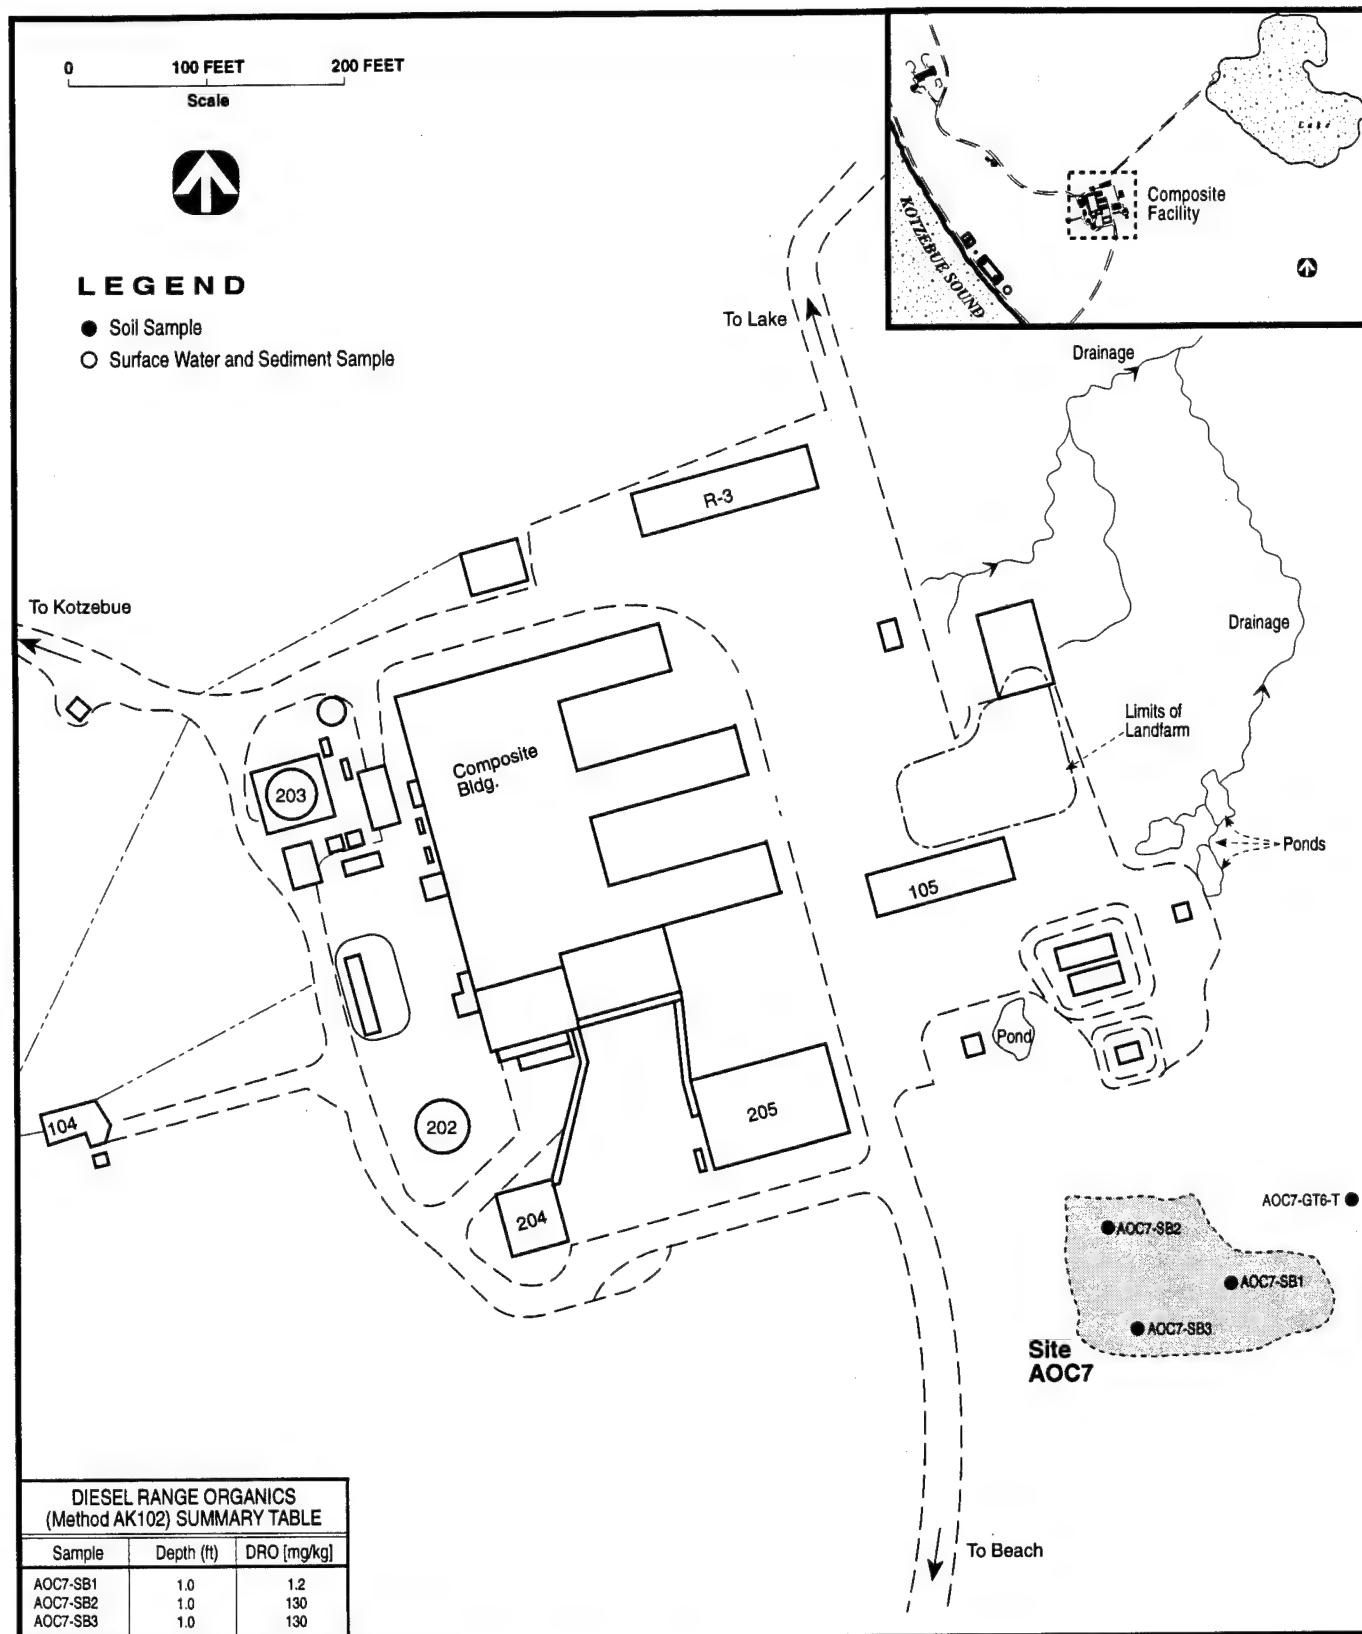 0 100 FEET 200 FEET
Scale
LEGEND
Soil Sample
Surface Water and Sediment Sample
Lake
Composite
Facility
KOTZEBUE SOUND
To Lake
Drainage
R-3
To Kotzebue
Drainage
Limits of
Landfarm
Composite
Bldg.
203
Ponds
105
Pond
104
202
205
204
AOC7-GT6-T
AOC7-SB2
AOC7-SB1
AOC7-SB3
Site
AOC7
To Beach
DIESEL RANGE ORGANICS
(Method AK102) SUMMARY TABLE
Sample Depth (ft) DRO [mg/kg]
AOC7-SB1 1.0 1.2
AOC7-SB2 1.0 130
AOC7-SB3 1.0 130